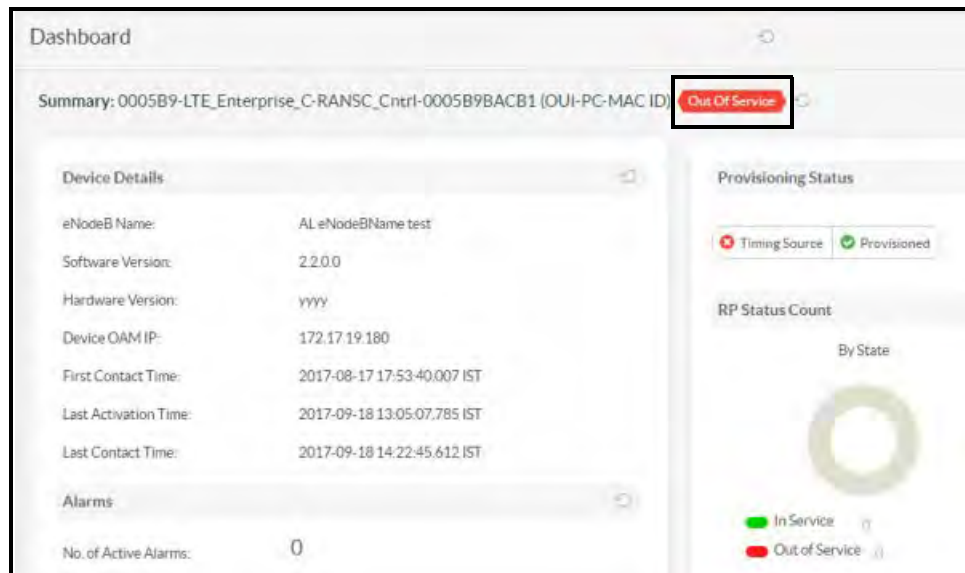 Dashboard
Summary: 0005B9-LTE_Enterprise_C-RANSC_Cntrl-0005B9BACB1 (OUI-PC-MAC ID) Out Of Service
Device Details
eNodeB Name: AL eNodeBName test
Software Version: 2.2.0.0
Hardware Version: yyyy
Device OAM IP: 172.17.19.180
First Contact Time: 2017-08-17 17:53:40.007 IST
Last Activation Time: 2017-09-18 13:05:07.785 IST
Last Contact Time: 2017-09-18 14:22:45.612 IST
Alarms
No. of Active Alarms: 0
Provisioning Status
Timing Source Provisioned
RP Status Count
By State
In Service 0
Out of Service 0